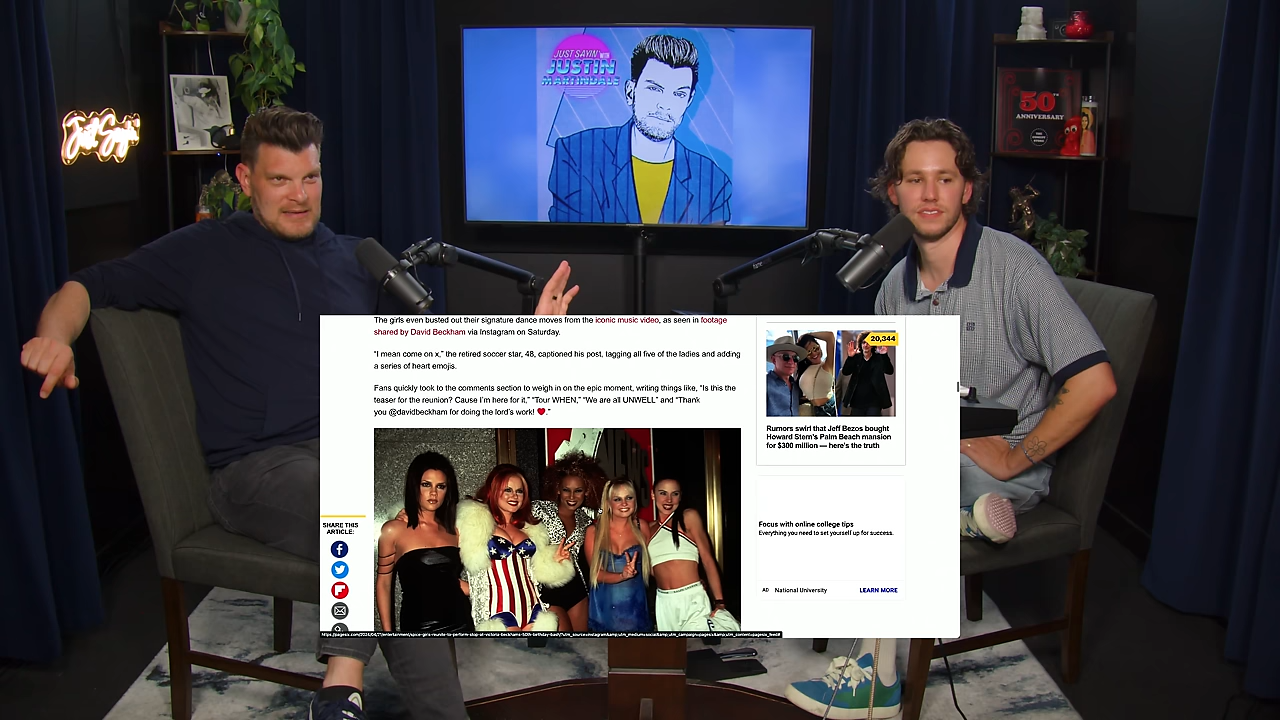 Just Sayin'
JUST SAYIN' WITH
JUSTIN
MARTINDALE
50TH
ANNIVERSARY
The girls even busted out their signature dance moves from the iconic music video, as seen in footage
shared by David Beckham via Instagram on Saturday.
“I mean come on x,” the retired soccer star, 48, captioned his post, tagging all five of the ladies and adding
a series of heart emojis.
Fans quickly took to the comments section to weigh in on the epic moment, writing things like, “Is this the
teaser for the reunion? Cause I’m here for it,” “Tour WHEN,” “We are all UNWELL” and “Thank
you @davidbeckham for doing the lord’s work! ❤️.”
SHARE THIS
ARTICLE:
20,344
Rumors swirl that Jeff Bezos bought
Howard Stern's Palm Beach mansion
for $300 million — here's the truth
Focus with online college tips
Everything you need to set yourself up for success.
AD National University LEARN MORE